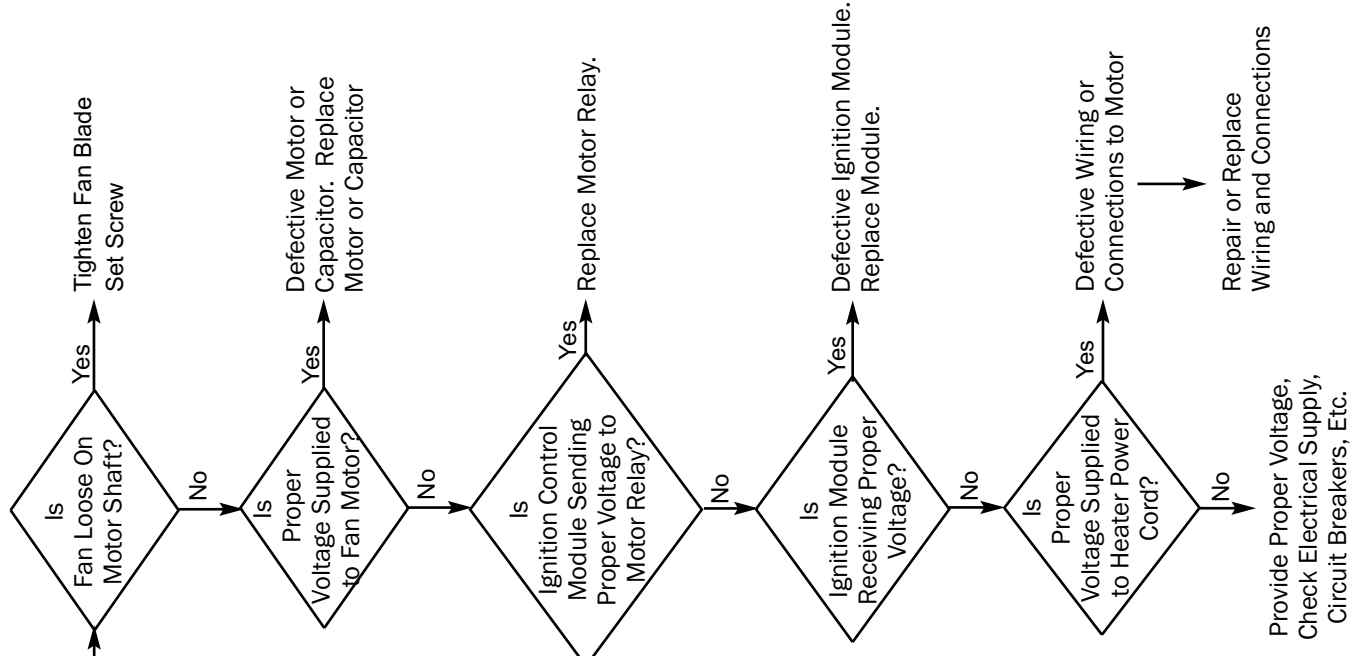 Is
Fan Loose On
Motor Shaft?
Yes
Tighten Fan Blade
Set Screw
No
Is
Proper
Voltage Supplied
to Fan Motor?
Yes
Defective Motor or
Capacitor. Replace
Motor or Capacitor
No
Is
Ignition Control
Module Sending
Proper Voltage to
Motor Relay?
Yes
Replace Motor Relay.
No
Is
Ignition Module
Receiving Proper
Voltage?
Yes
Defective Ignition Module.
Replace Module.
No
Is
Proper
Voltage Supplied
to Heater Power
Cord?
Yes
Defective Wiring or
Connections to Motor
Repair or Replace
Wiring and Connections
No
Provide Proper Voltage,
Check Electrical Supply,
Circuit Breakers, Etc.